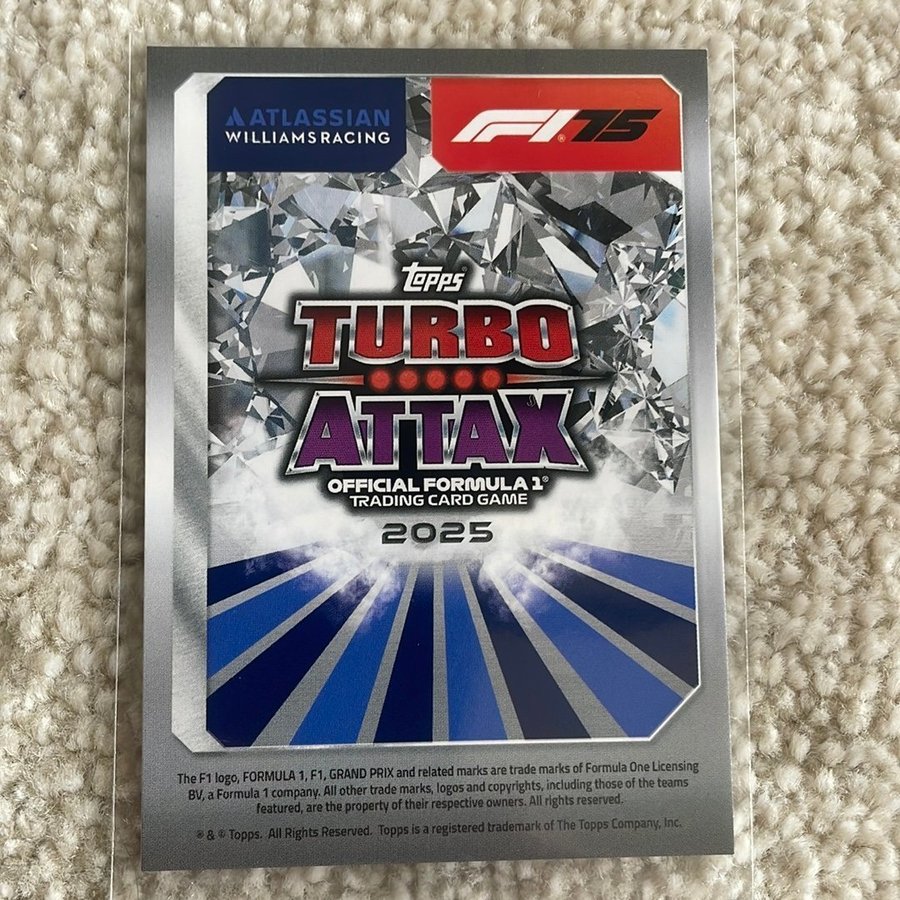 ATLASSIAN
WILLIAMS RACING
F1® 75
Topps®
TURBO
ATTAX
OFFICIAL FORMULA 1®
TRADING CARD GAME
2025
The F1 logo, FORMULA 1, F1, GRAND PRIX and related marks are trade marks of Formula One Licensing
BV, a Formula 1 company. All other trade marks, logos and copyrights, including those of the teams
featured, are the property of their respective owners. All rights reserved.
® & © Topps. All Rights Reserved. Topps is a registered trademark of The Topps Company, Inc.